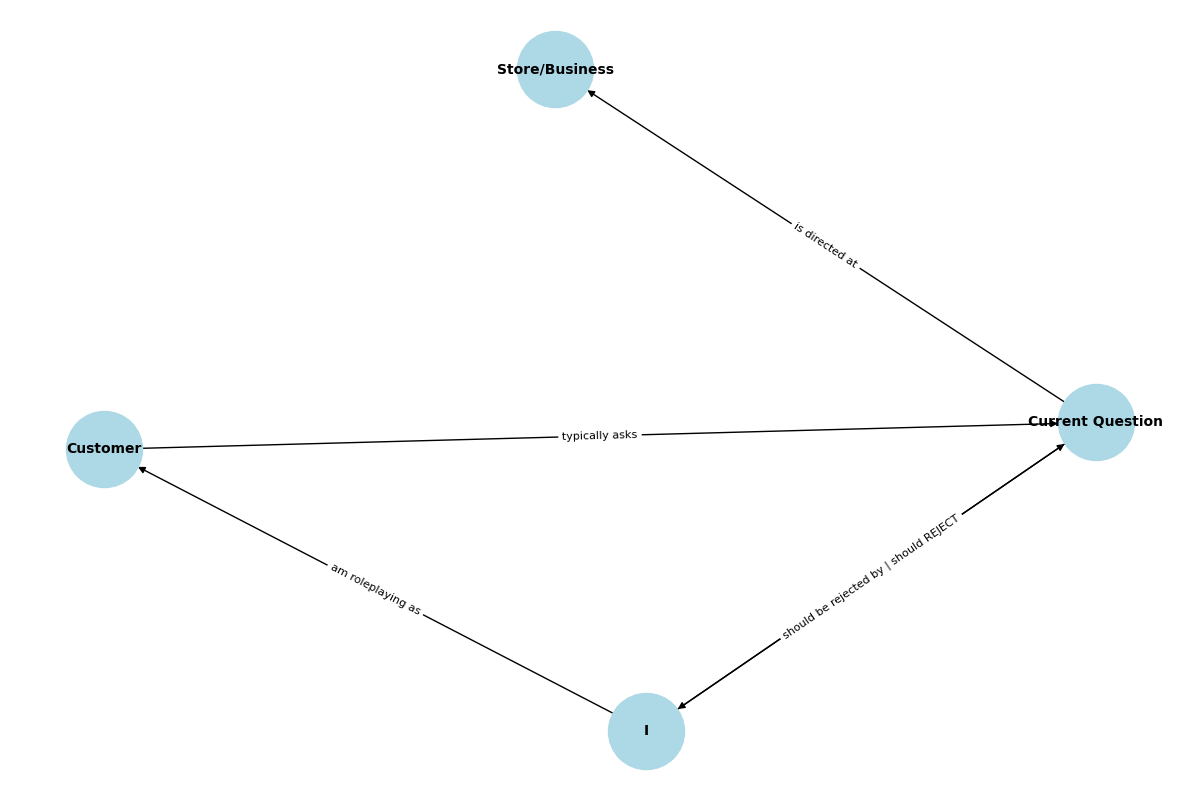 Store/Business
is directed at
Current Question
typically asks
Customer
should be rejected by | should REJECT
am roleplaying as
I